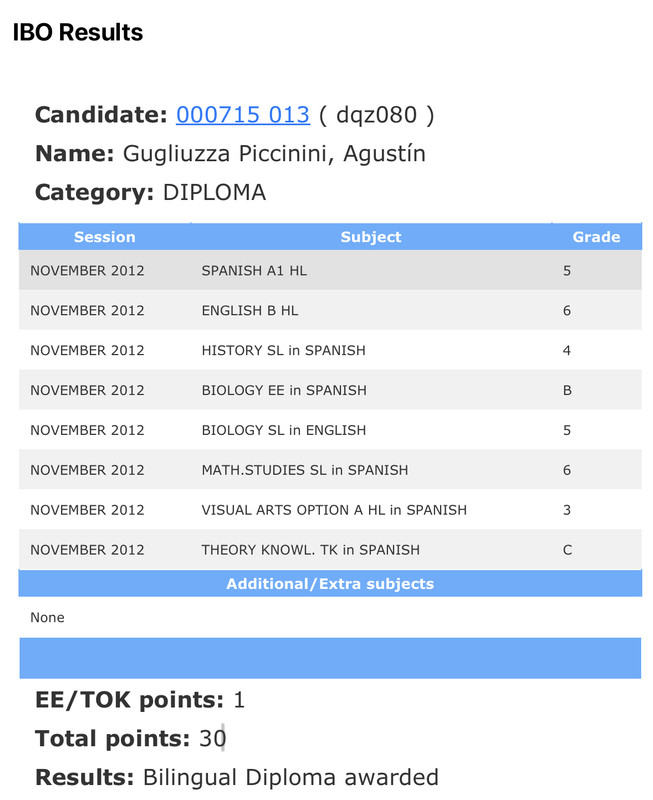 IBO Results
Candidate: 000715 013 ( dqz080 )
Name: Gugliuzza Piccinini, Agustín
Category: DIPLOMA
Session Subject Grade
NOVEMBER 2012 SPANISH A1 HL 5
NOVEMBER 2012 ENGLISH B HL 6
NOVEMBER 2012 HISTORY SL in SPANISH 4
NOVEMBER 2012 BIOLOGY EE in SPANISH B
NOVEMBER 2012 BIOLOGY SL in ENGLISH 5
NOVEMBER 2012 MATH.STUDIES SL in SPANISH 6
NOVEMBER 2012 VISUAL ARTS OPTION A HL in SPANISH 3
NOVEMBER 2012 THEORY KNOWL. TK in SPANISH C
Additional/Extra subjects
None
EE/TOK points: 1
Total points: 30
Results: Bilingual Diploma awarded